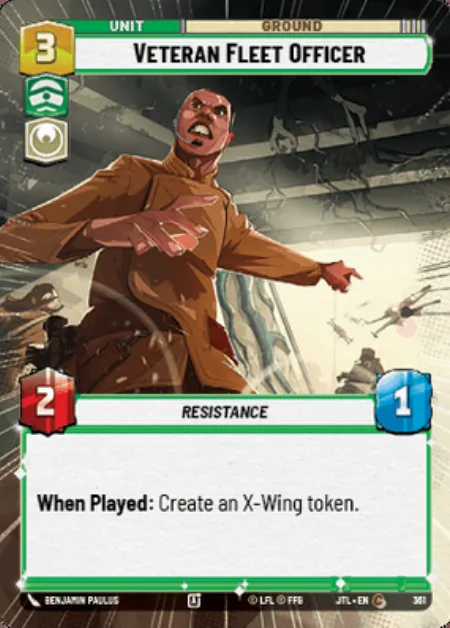 UNIT
GROUND
3
VETERAN FLEET OFFICER
2
RESISTANCE
1
When Played: Create an X-Wing token.
BENJAMIN PAULUS
© LFL © FFG
JTL • EN
C
361